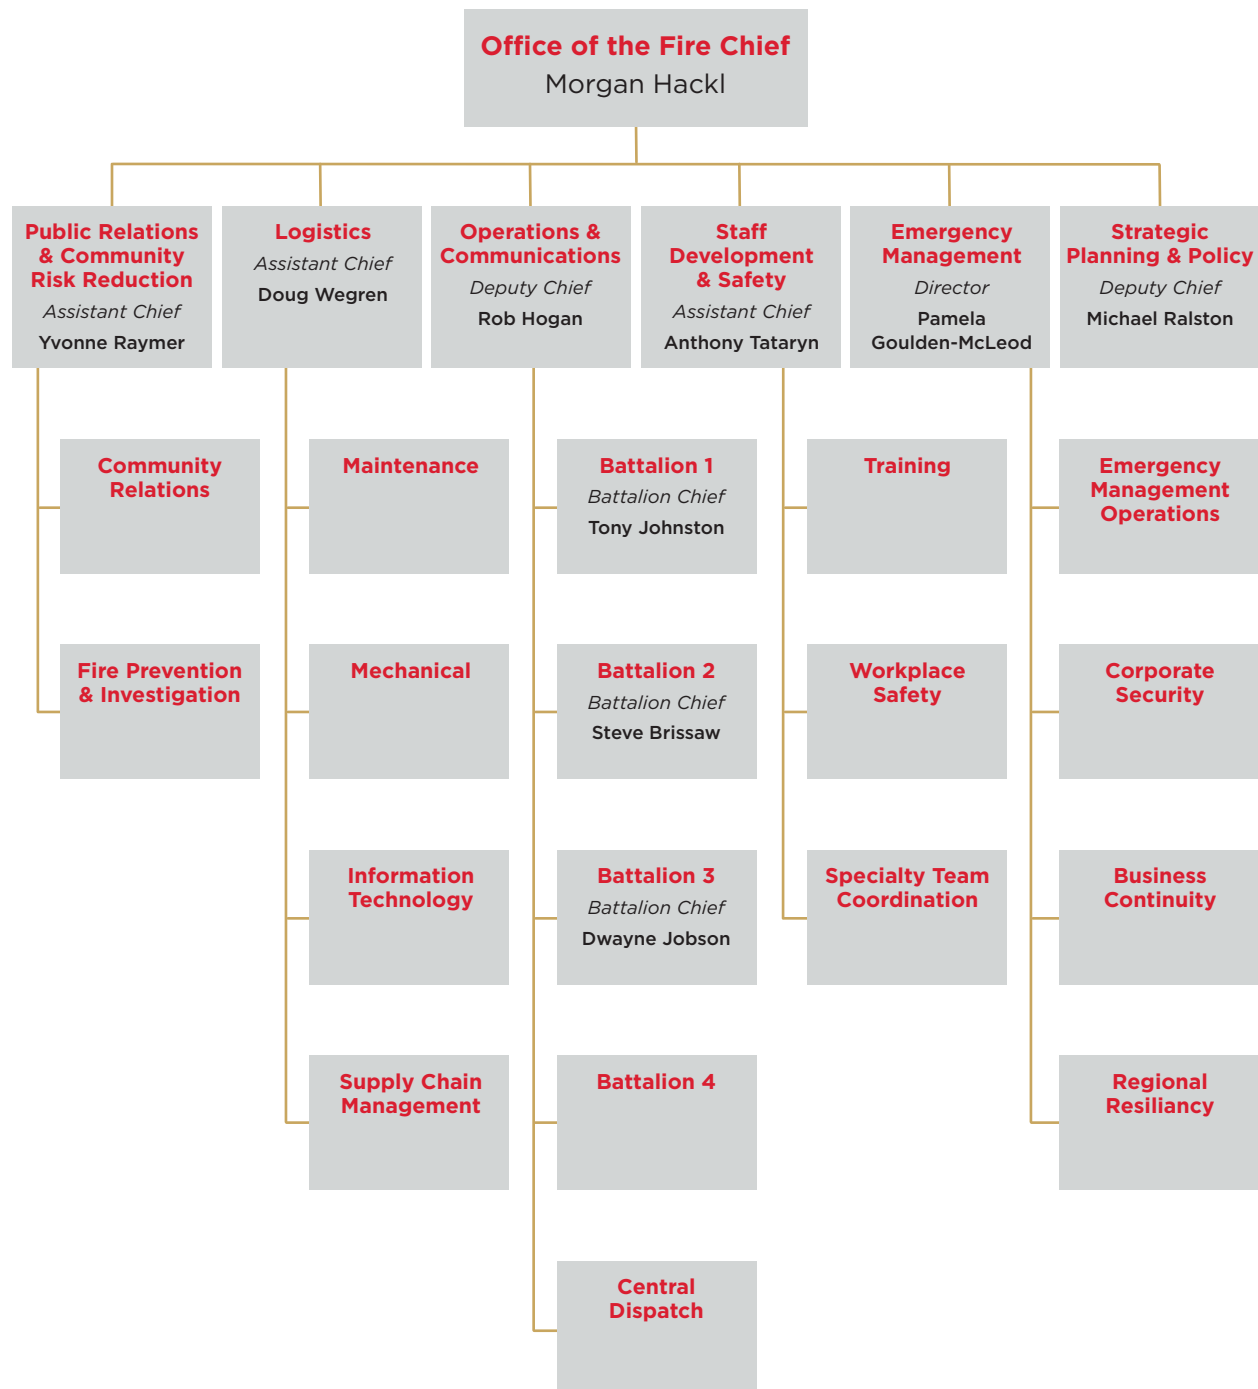 Office of the Fire Chief
Morgan Hackl
Public Relations
& Community
Risk Reduction
Assistant Chief
Yvonne Raymer
Logistics
Assistant Chief
Doug Wegren
Operations &
Communications
Deputy Chief
Rob Hogan
Staff
Development
& Safety
Assistant Chief
Anthony Tataryn
Emergency
Management
Director
Pamela
Goulden-McLeod
Strategic
Planning & Policy
Deputy Chief
Michael Ralston
Community
Relations
Maintenance
Battalion 1
Battalion Chief
Tony Johnston
Training
Emergency
Management
Operations
Fire Prevention
& Investigation
Mechanical
Battalion 2
Battalion Chief
Steve Brissaw
Workplace
Safety
Corporate
Security
Information
Technology
Battalion 3
Battalion Chief
Dwayne Jobson
Specialty Team
Coordination
Business
Continuity
Supply Chain
Management
Battalion 4
Regional
Resiliancy
Central
Dispatch